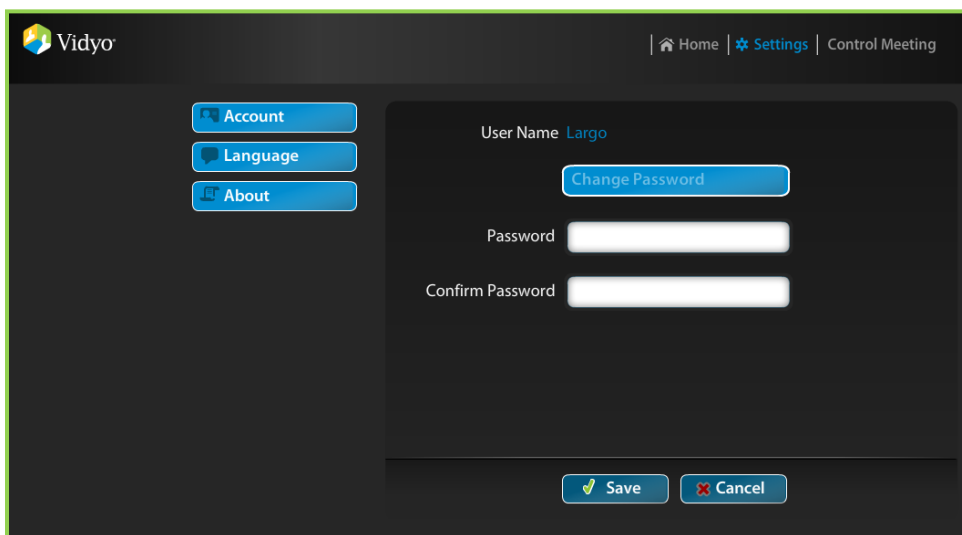 Vidyo
Home Settings Control Meeting
Account
Language
About
User Name Largo
Change Password
Password
Confirm Password
Save Cancel